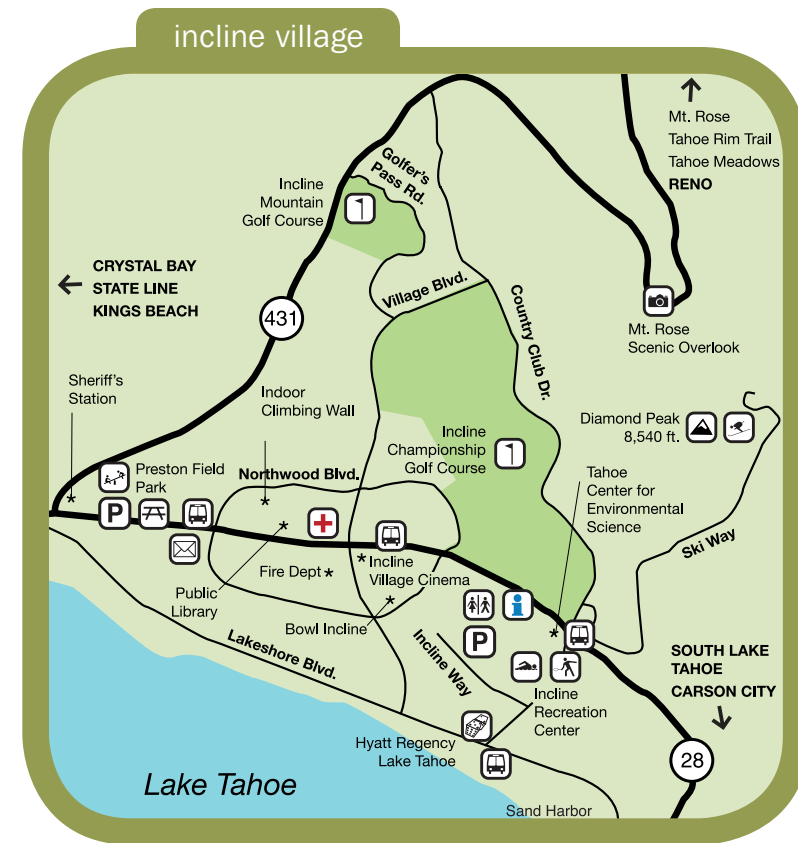 incline village
Mt. Rose
Tahoe Rim Trail
Tahoe Meadows
RENO
Golfer's
Pass Rd.
Incline
Mountain
Golf Course
CRYSTAL BAY
STATE LINE
KINGS BEACH
431
Village Blvd.
Country Club Dr.
Mt. Rose
Scenic Overlook
Sheriff's
Station
Indoor
Climbing Wall
Diamond Peak
8,540 ft.
Incline
Championship
Golf Course
Preston Field
Park
Northwood Blvd.
Tahoe
Center for
Environmental
Science
P
Ski Way
Fire Dept
Incline
Village Cinema
Public
Library
Bowl Incline
i
P
Lakeshore Blvd.
Incline Way
SOUTH LAKE
TAHOE
CARSON CITY
Incline
Recreation
Center
Hyatt Regency
Lake Tahoe
28
Lake Tahoe
Sand Harbor